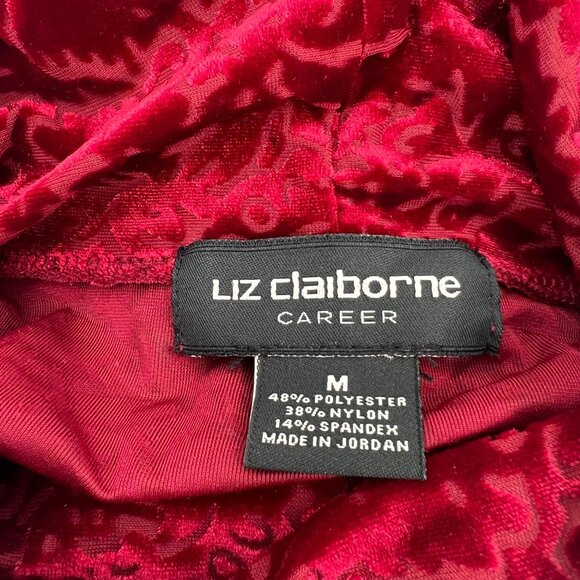 Liz claiborne
CAREER
M
48% POLYESTER
38% NYLON
14% SPANDEX
MADE IN JORDAN